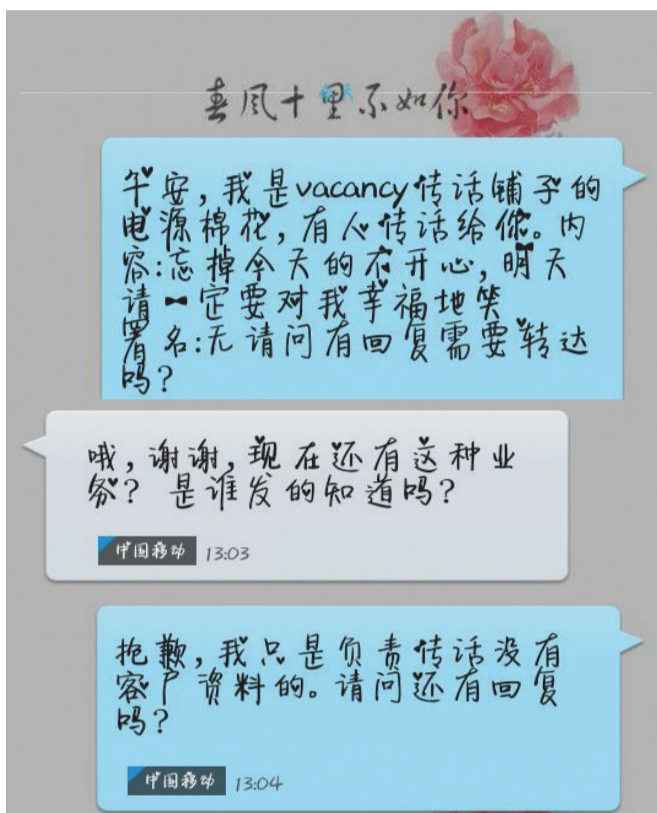 春风十里不如你
午安,我是vacancy传话铺子的
电源棉花,有人传话给你。内
容:忘掉今天的不开心,明天
请一定要对我幸福地笑
署名:无请问有回复需要转达
吗?
哦,谢谢,现在还有这种业
务? 是谁发的知道吗?
中国移动 13:03
抱歉,我只是负责传话没有
客户资料的。请问还有回复
吗?
中国移动 13:04